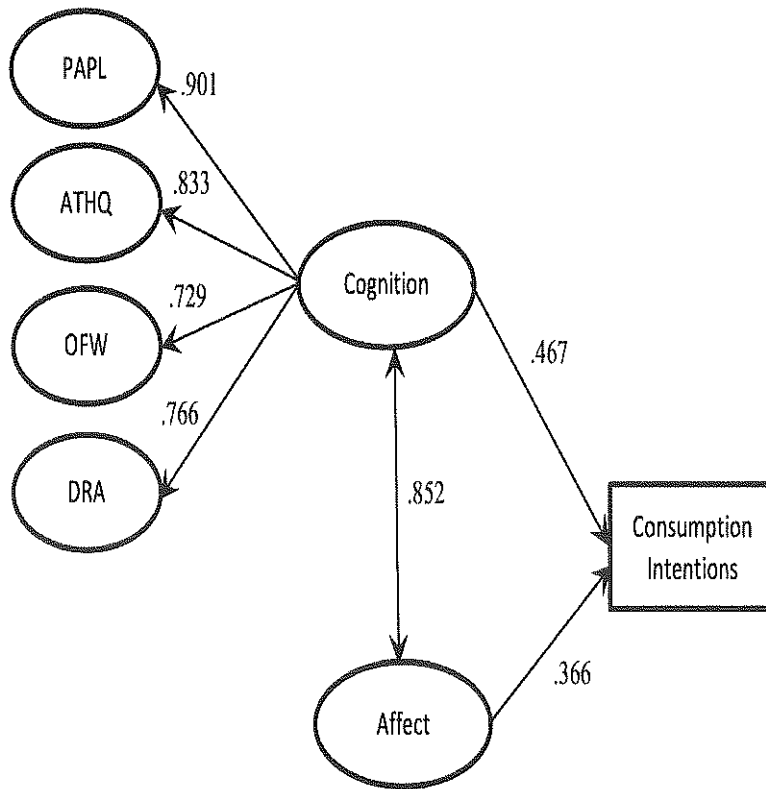 PAPL
.901
ATHQ
.833
OFW
.729
DRA
.766
Cognition
.467
.852
Consumption
Intentions
Affect
.366